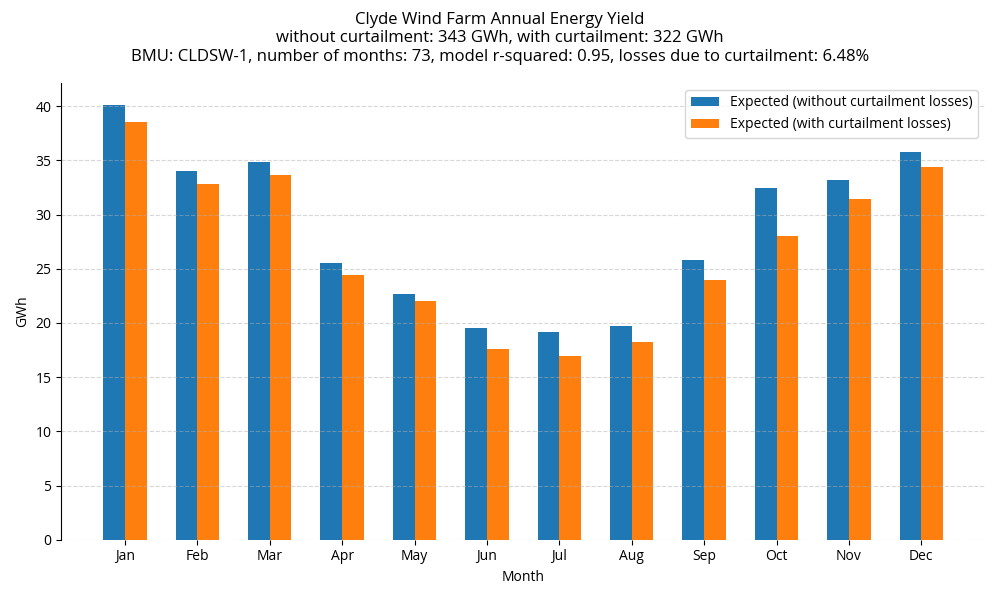 Clyde Wind Farm Annual Energy Yield
without curtailment: 343 GWh, with curtailment: 322 GWh
BMU: CLDSW-1, number of months: 73, model r-squared: 0.95, losses due to curtailment: 6.48%
Expected (without curtailment losses)
Expected (with curtailment losses)
GWh
40
35
30
25
20
15
10
5
0
Jan Feb Mar Apr May Jun Jul Aug Sep Oct Nov Dec
Month